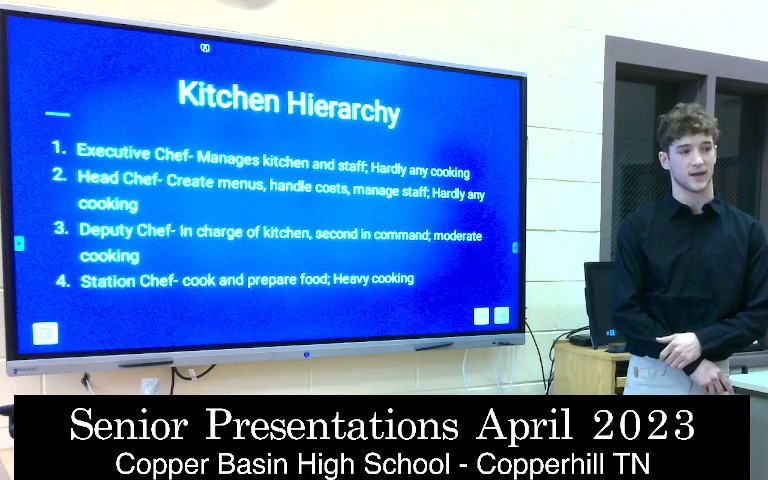 Kitchen Hierarchy
1. Executive Chef- Manages kitchen and staff; Hardly any cooking
2. Head Chef- Create menus, handle costs, manage staff; Hardly any
cooking
3. Deputy Chef- In charge of kitchen, second in command; moderate
cooking
4. Station Chef- cook and prepare food; Heavy cooking
Senior Presentations April 2023
Copper Basin High School - Copperhill TN